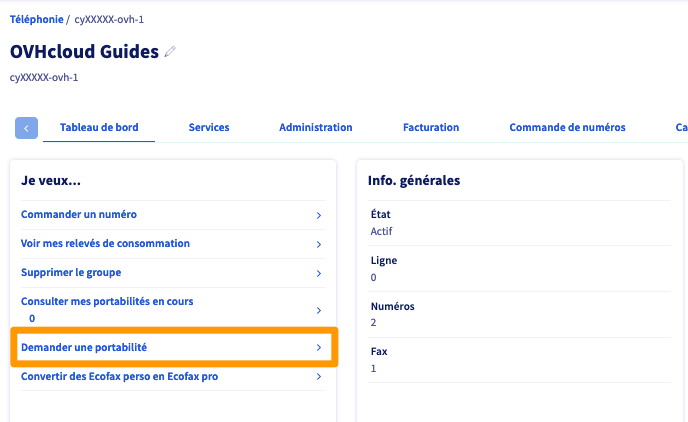 Téléphonie / cyXXXXX-ovh-1
OVHcloud Guides
cyXXXXX-ovh-1
Tableau de bord Services Administration Facturation Commande de numéros Ca
Je veux...
Commander un numéro
Voir mes relevés de consommation
Supprimer le groupe
Consulter mes portabilités en cours
0
Demander une portabilité
Convertir des Ecofax perso en Ecofax pro
Info. générales
État
Actif
Ligne
0
Numéros
2
Fax
1